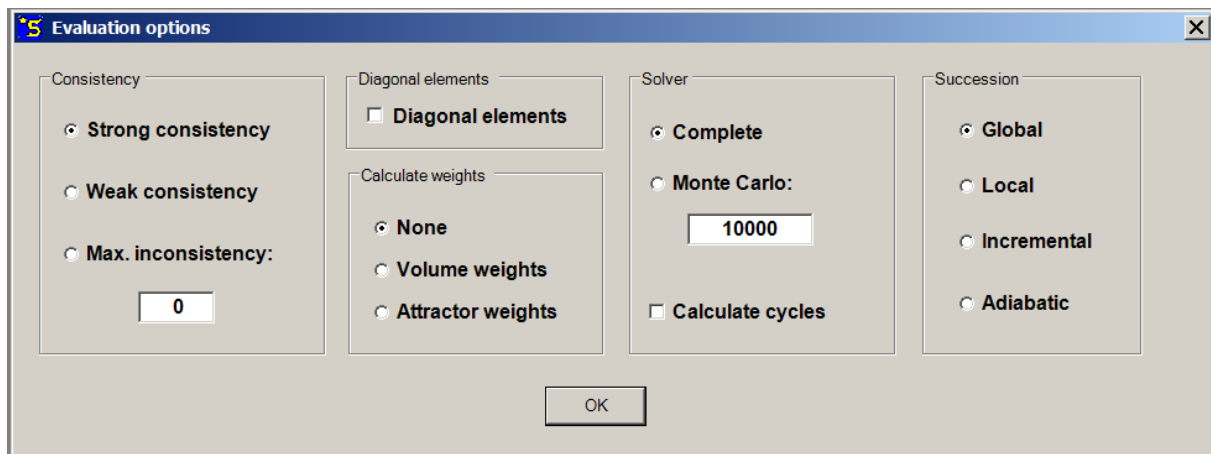 Evaluation options
Consistency
Strong consistency
Weak consistency
Max. inconsistency:
0
Diagonal elements
Diagonal elements
Calculate weights
None
Volume weights
Attractor weights
Solver
Complete
Monte Carlo:
10000
Calculate cycles
Succession
Global
Local
Incremental
Adiabatic
OK